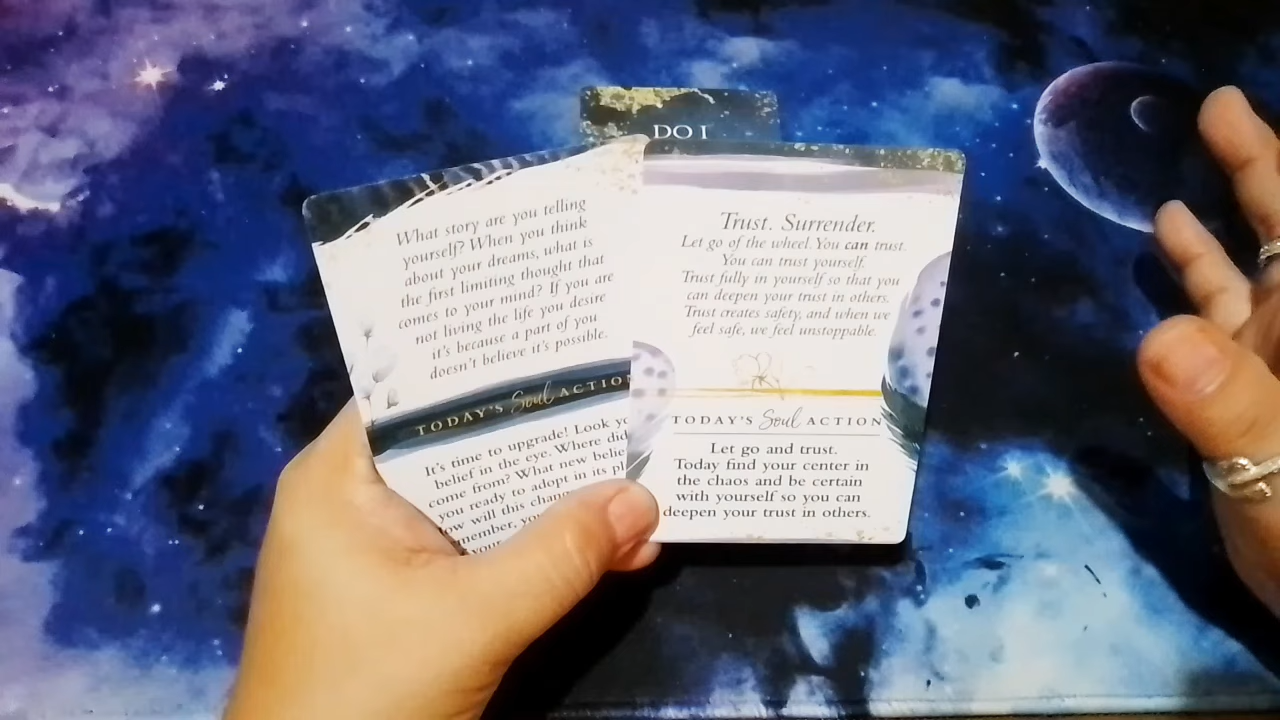 DO I
What story are you telling
yourself? When you think
about your dreams, what is
the first limiting thought that
comes to your mind? If you are
not living the life you desire
it's because a part of you
doesn't believe it's possible.
TODAY'S Soul ACTION
It's time to upgrade! Look
belief in the eye. Where did
come from? What new
you ready to adopt in its
will this
your
Trust. Surrender.
Let go of the wheel. You can trust.
You can trust yourself.
Trust fully in yourself so that you
can deepen your trust in others.
Trust creates safety, and when we
feel safe, we feel unstoppable.
TODAY'S Soul ACTION
Let go and trust.
Today find your center in
the chaos and be certain
with yourself so you can
deepen your trust in others.